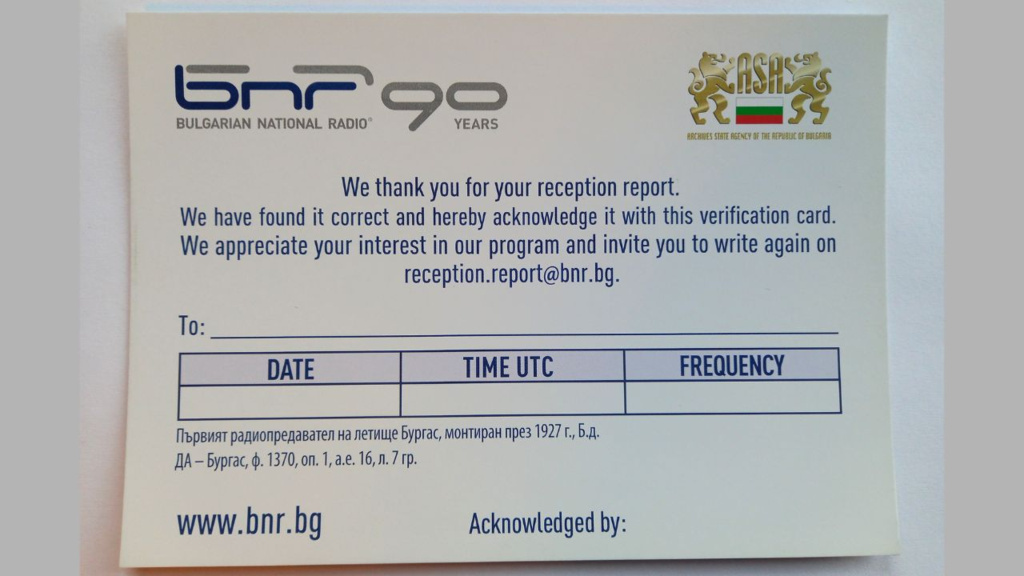 bnr 90
BULGARIAN NATIONAL RADIO®
YEARS
ASA
ARCHIVES STATE AGENCY OF THE REPUBLIC OF BULGARIA
We thank you for your reception report.
We have found it correct and hereby acknowledge it with this verification card.
We appreciate your interest in our program and invite you to write again on
reception.report@bnr.bg.
To:
DATE TIME UTC FREQUENCY
Първият радиопредавател на летище Бургас, монтиран през 1927 г., Б.д.
ДА – Бургас, ф. 1370, оп. 1, а.е. 16, л. 7 гр.
www.bnr.bg Acknowledged by: